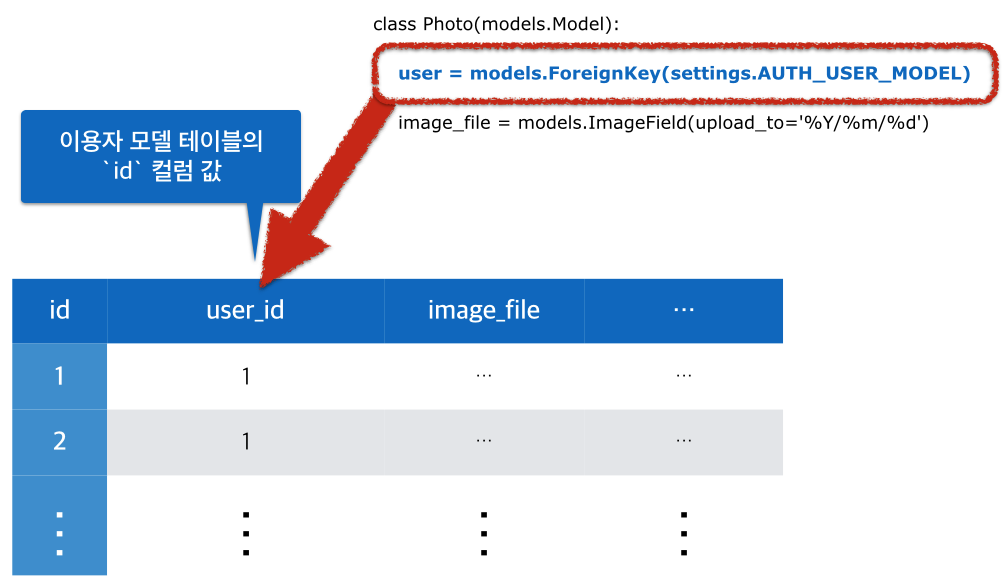 class Photo(models.Model):
user = models.ForeignKey(settings.AUTH_USER_MODEL)
image_file = models.ImageField(upload_to='%Y/%m/%d')
이용자 모델 테이블의
`id` 컬럼 값
id user_id image_file ...
1 1 ... ...
2 1 ... ...
⋮ ⋮ ⋮ ⋮